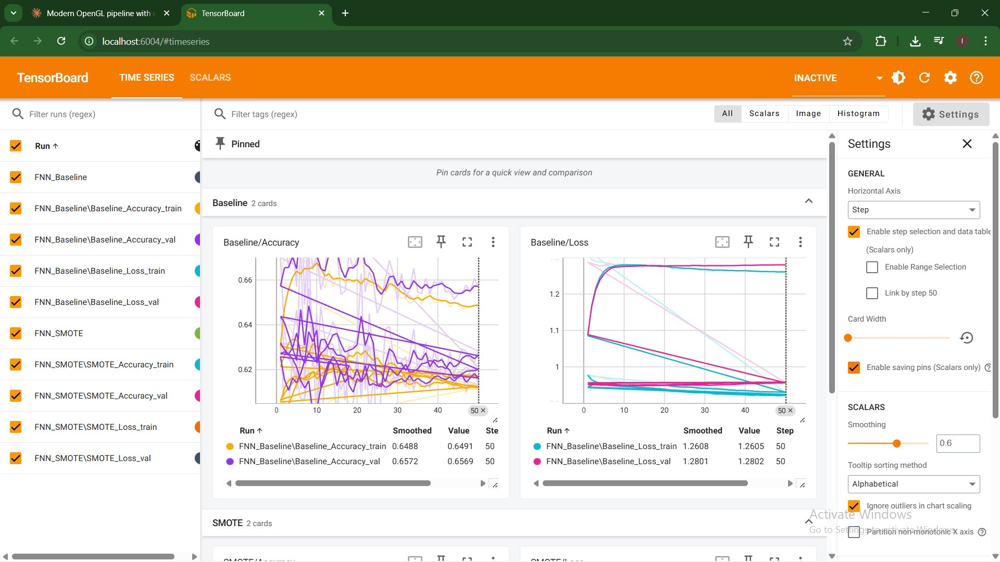 Modern OpenGL pipeline with
TensorBoard
localhost:6004/#timeseries
I
TensorBoard
TIME SERIES
SCALARS
INACTIVE
Filter runs (regex)
Filter tags (regex)
All
Scalars
Image
Histogram
Settings
Run
FNN_Baseline
FNN_Baseline\Baseline_Accuracy_train
FNN_Baseline\Baseline_Accuracy_val
FNN_Baseline\Baseline_Loss_train
FNN_Baseline\Baseline_Loss_val
FNN_SMOTE
FNN_SMOTE\SMOTE_Accuracy_train
FNN_SMOTE\SMOTE_Accuracy_val
FNN_SMOTE\SMOTE_Loss_train
FNN_SMOTE\SMOTE_Loss_val
Pinned
Pin cards for a quick view and comparison
Baseline 2 cards
Baseline/Accuracy
0.66
0.64
0.62
0 10 20 30 40 50
Run Smoothed Value Ste
FNN_Baseline\Baseline_Accuracy_train 0.6488 0.6491 50
FNN_Baseline\Baseline_Accuracy_val 0.6572 0.6569 50
Baseline/Loss
1.2
1.1
1
0 10 20 30 40 50
Run Smoothed Value Step
FNN_Baseline\Baseline_Loss_train 1.2608 1.2605 50
FNN_Baseline\Baseline_Loss_val 1.2801 1.2802 50
SMOTE 2 cards
Settings
GENERAL
Horizontal Axis
Step
Enable step selection and data table
(Scalars only)
Enable Range Selection
Link by step 50
Card Width
Enable saving pins (Scalars only)
SCALARS
Smoothing
0.6
Tooltip sorting method
Alphabetical
Ignore outliers in chart scaling
Partition non-monotonic X axis
Activate Windows
Go to Settings to activate Windows.